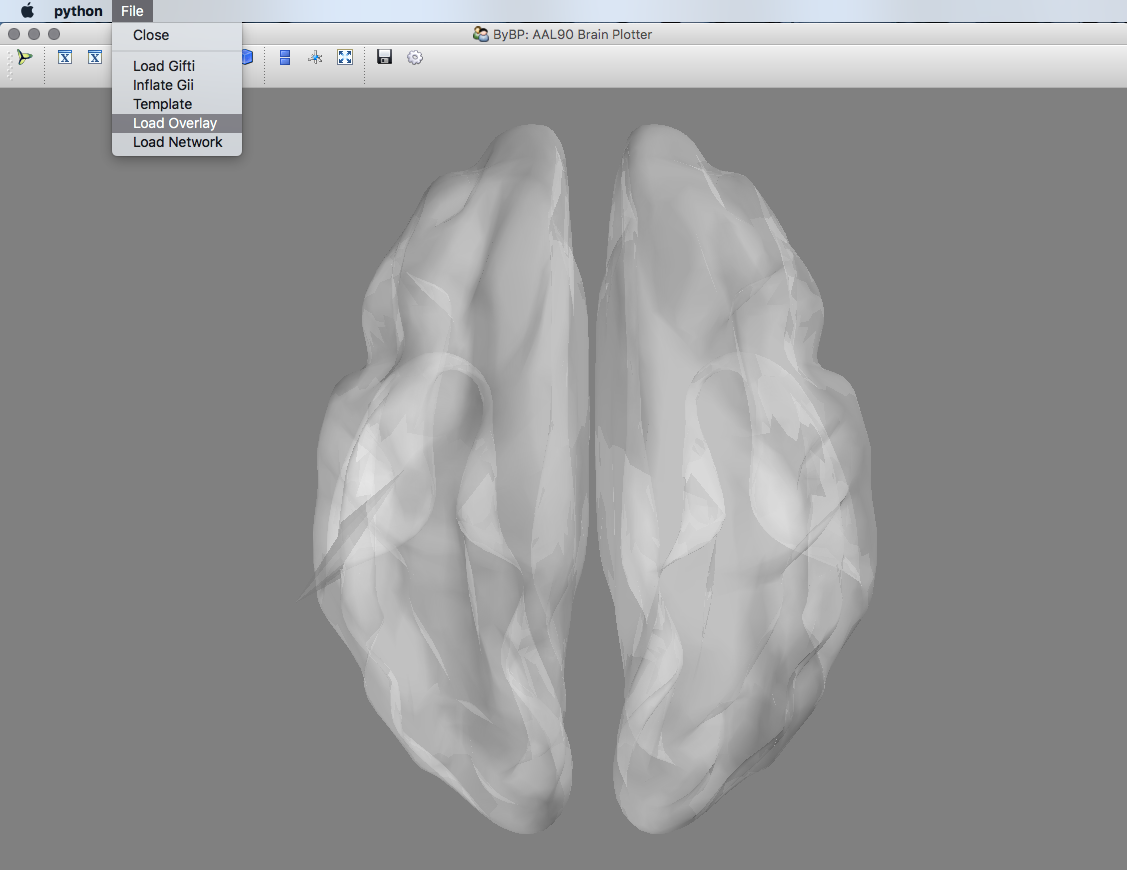 python File
ByBP: AAL90 Brain Plotter
Close
X X
Load Gifti
Inflate Gii
Template
Load Overlay
Load Network